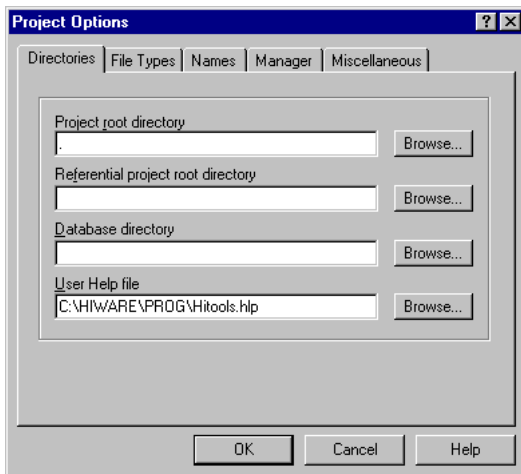 Project Options
Directories File Types Names Manager Miscellaneous
Project root directory
. Browse...
Referential project root directory
Browse...
Database directory
Browse...
User Help file
C:\HIWARE\PROG\Hitools.hlp Browse...
OK Cancel Help